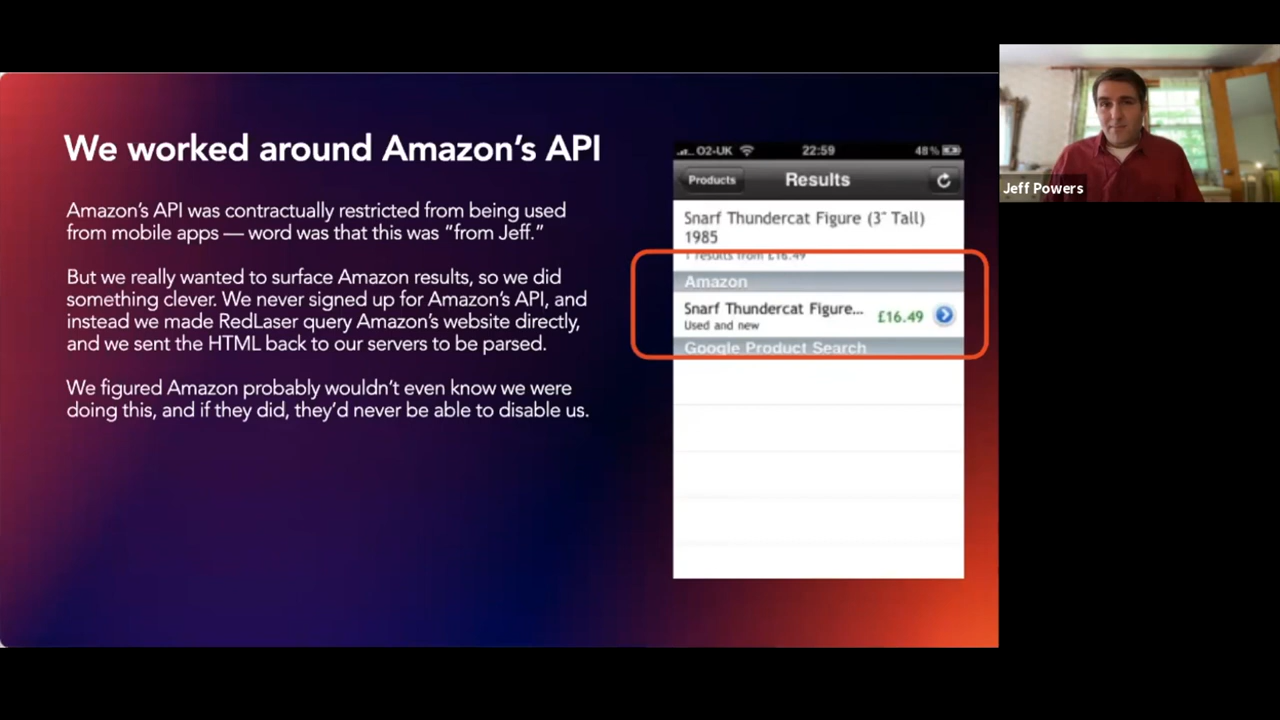 We worked around Amazon's API
Amazon's API was contractually restricted from being used
from mobile apps — word was that this was “from Jeff.”
But we really wanted to surface Amazon results, so we did
something clever. We never signed up for Amazon's API, and
instead we made RedLaser query Amazon's website directly,
and we sent the HTML back to our servers to be parsed.
We figured Amazon probably wouldn't even know we were
doing this, and if they did, they'd never be able to disable us.
O2-UK 22:59 48%
Products Results
Snarf Thundercat Figure (3" Tall)
1985
1 results from £16.49
Amazon
Snarf Thundercat Figure... £16.49
Used and new
Google Product Search
Jeff Powers